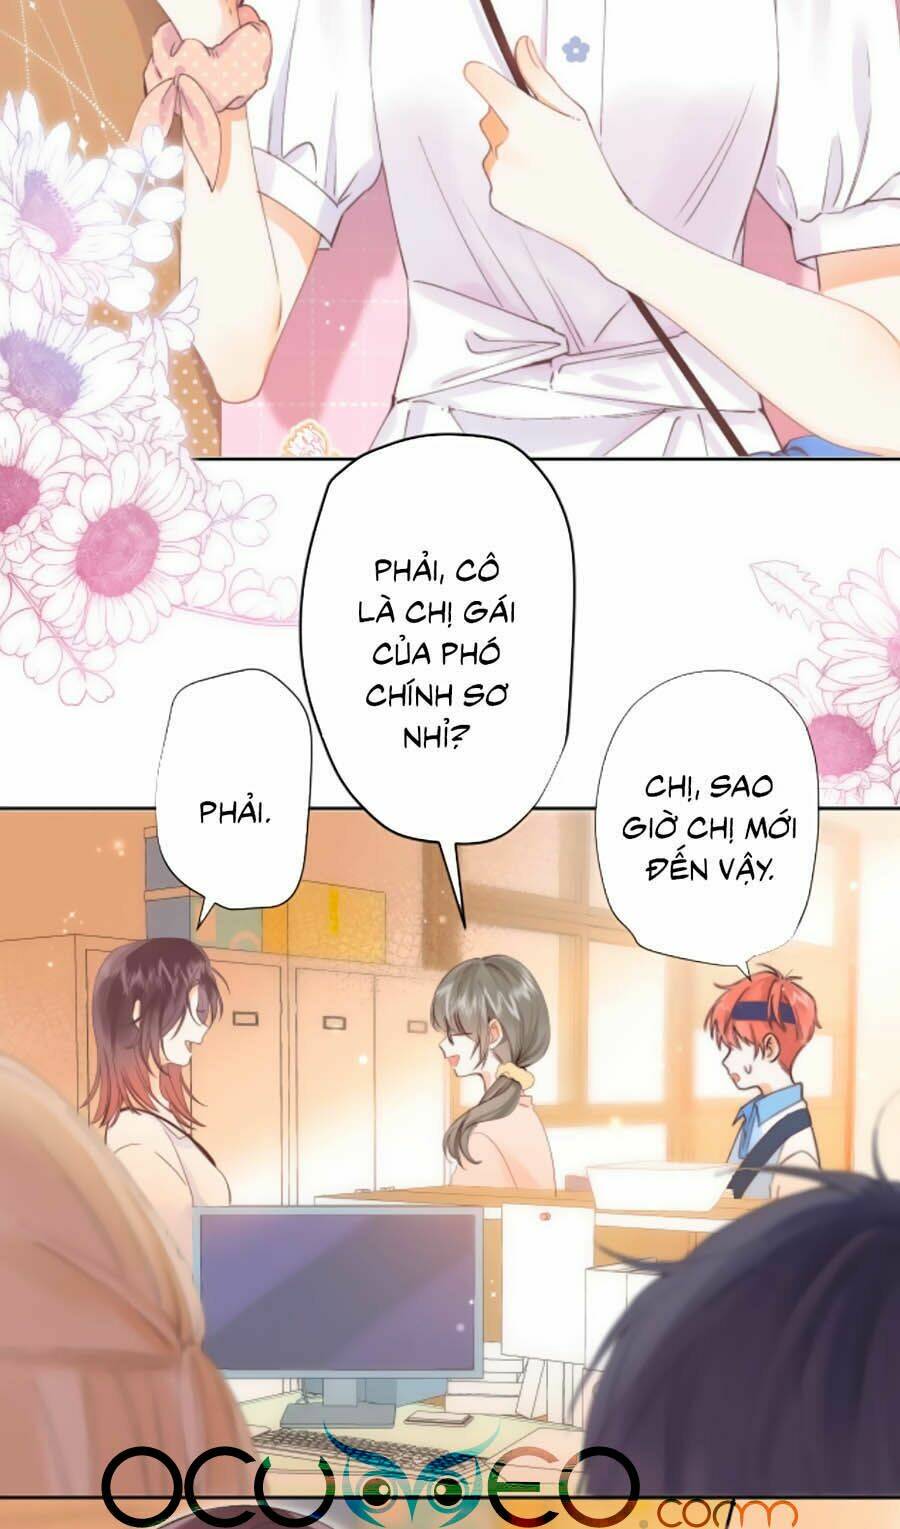 PHẢI, CÔ
LÀ CHỊ GÁI
CỦA PHÓ
CHÍNH SƠ
NHỈ?
PHẢI.
CHỊ, SAO
GIỜ CHỊ MỚI
ĐẾN VẬY.
OCUMEO.com